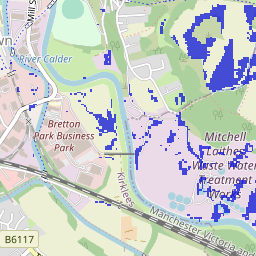 Mill S
wn
River Calder
Bretton
Park Business
Park
Mitchell
Laithes
Waste Water
Treatment
Works
Kirklees
Manchester Victoria and
B6117